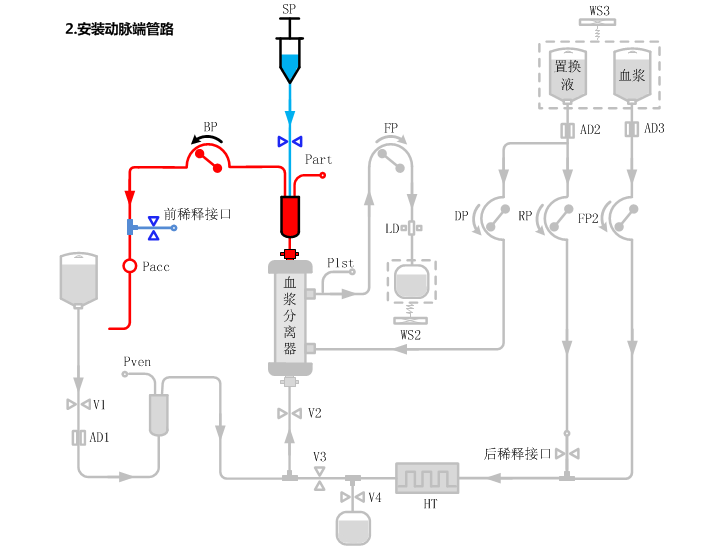 SP
WS3
2.安装动脉端管路
置换
液
血浆
BP
FP
AD2
AD3
Part
前稀释接口
DP
RP
FP2
LD
Pacc
P1st
血
浆
分
离
器
WS2
Pven
V1
V2
AD1
V3
后稀释接口
V4
HT